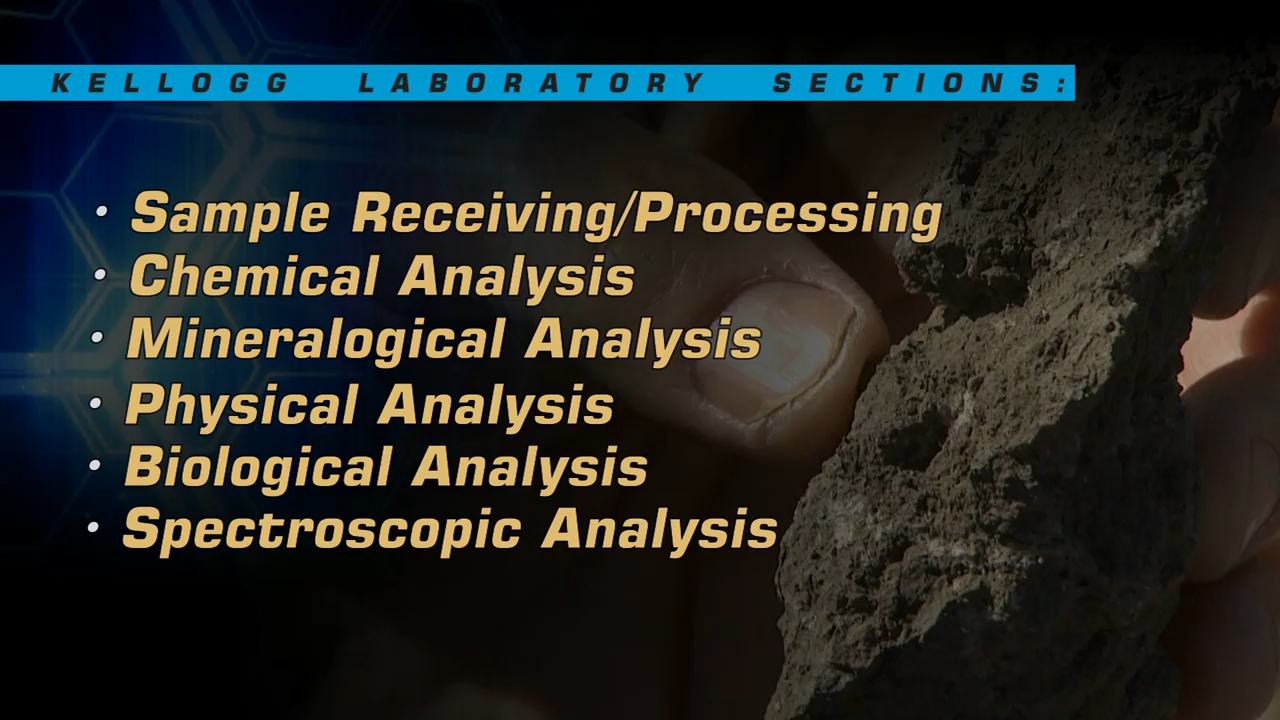 KELLOGG LABORATORY SECTIONS:
• Sample Receiving/Processing
• Chemical Analysis
• Mineralogical Analysis
• Physical Analysis
• Biological Analysis
• Spectroscopic Analysis